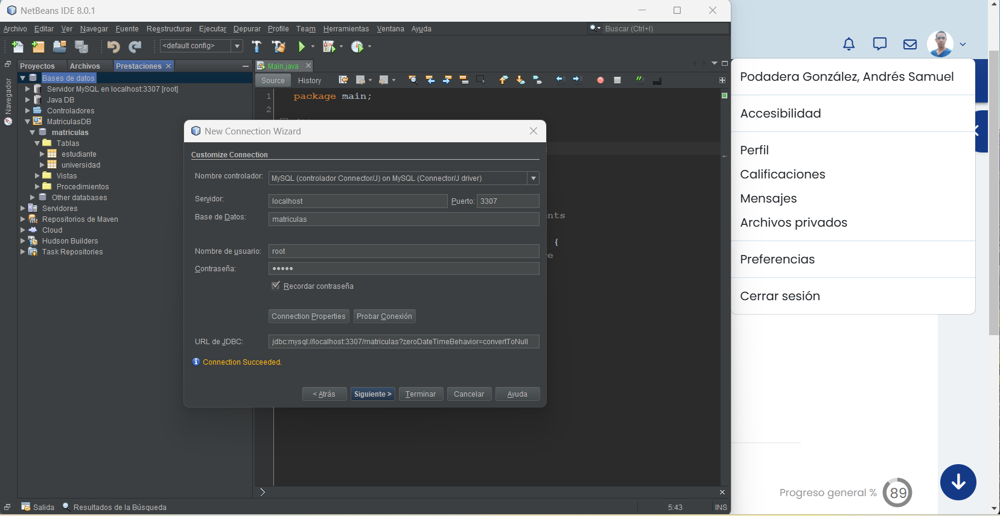 NetBeans IDE 8.0.1
Archivo Editar Ver Navegar Fuente Reestructurar Ejecutar Depurar Profile Team Herramientas Ventana Ayuda
Buscar (Ctrl+I)
<default config>
Proyectos Archivos Prestaciones
Navegador
Bases de datos
Servidor MySQL en localhost:3307 [root]
Java DB
Controladores
MatriculasDB
matriculas
Tablas
estudiante
universidad
Vistas
Procedimientos
Other databases
Servidores
Repositorios de Maven
Cloud
Hudson Builders
Task Repositories
Main.java
Source History
1 package main;
2
nts
{
re
New Connection Wizard
Customize Connection
Nombre controlador: MySQL (controlador Connector/J) on MySQL (Connector/J driver)
Servidor: localhost Puerto: 3307
Base de Datos: matriculas
Nombre de usuario: root
Contraseña: •••••
Recordar contraseña
Connection Properties Probar Conexión
URL de JDBC: jdbc:mysql://localhost:3307/matriculas?zeroDateTimeBehavior=convertToNull
Connection Succeeded.
< Atrás Siguiente > Terminar Cancelar Ayuda
Salida Resultados de la Búsqueda
5:43 INS
Podadera González, Andrés Samuel
Accesibilidad
Perfil
Calificaciones
Mensajes
Archivos privados
Preferencias
Cerrar sesión
Progreso general % 89